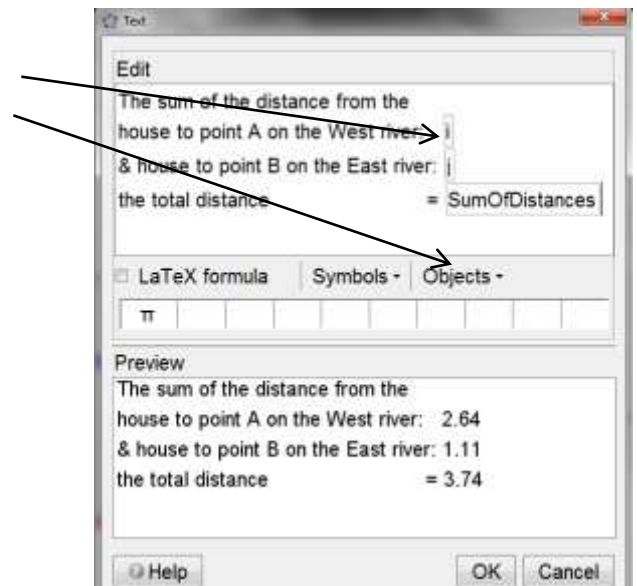 Text
Edit
The sum of the distance from the
house to point A on the West river: i
& house to point B on the East river: j
the total distance = SumOfDistances
LaTeX formula Symbols Objects
π
Preview
The sum of the distance from the
house to point A on the West river: 2.64
& house to point B on the East river: 1.11
the total distance = 3.74
Help OK Cancel